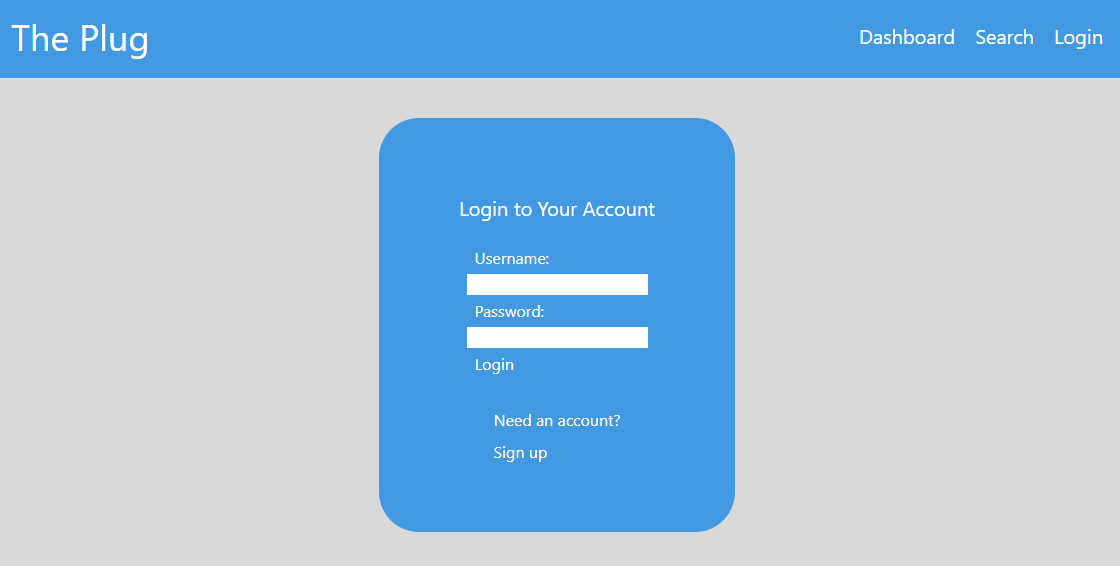 The Plug
Dashboard Search Login
Login to Your Account
Username:
Password:
Login
Need an account?
Sign up